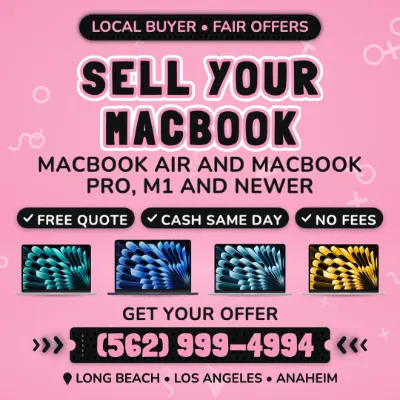 LOCAL BUYER • FAIR OFFERS
SELL YOUR
MACBOOK
MACBOOK AIR AND MACBOOK
PRO, M1 AND NEWER
✓ FREE QUOTE ✓ CASH SAME DAY ✓ NO FEES
GET YOUR OFFER
(562) 999-4994
LONG BEACH • LOS ANGELES • ANAHEIM